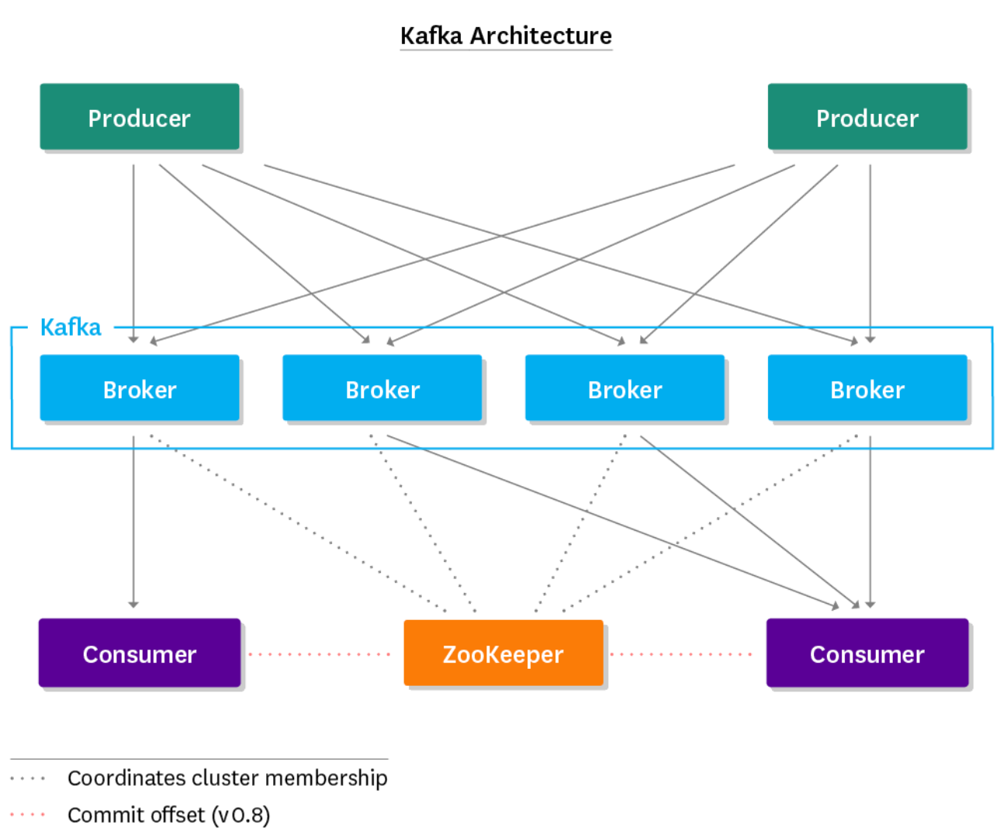 Kafka Architecture
Producer
Producer
Kafka
Broker
Broker
Broker
Broker
Consumer
ZooKeeper
Consumer
Coordinates cluster membership
Commit offset (v0.8)